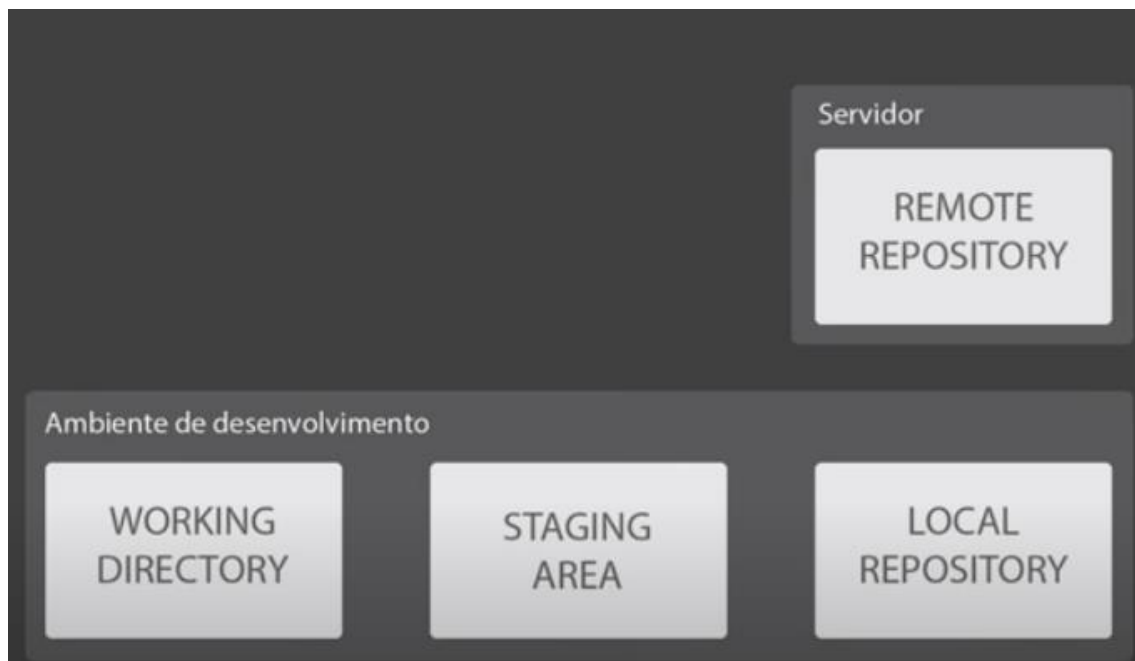 Servidor
REMOTE
REPOSITORY
Ambiente de desenvolvimento
WORKING
DIRECTORY
STAGING
AREA
LOCAL
REPOSITORY